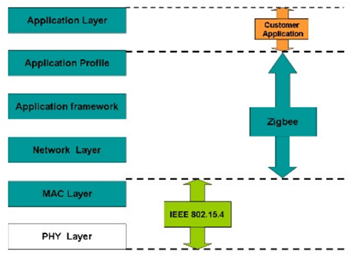 Application Layer
Customer
Application
Application Profile
Application framework
Zigbee
Network Layer
MAC Layer
IEEE 802.15.4
PHY Layer